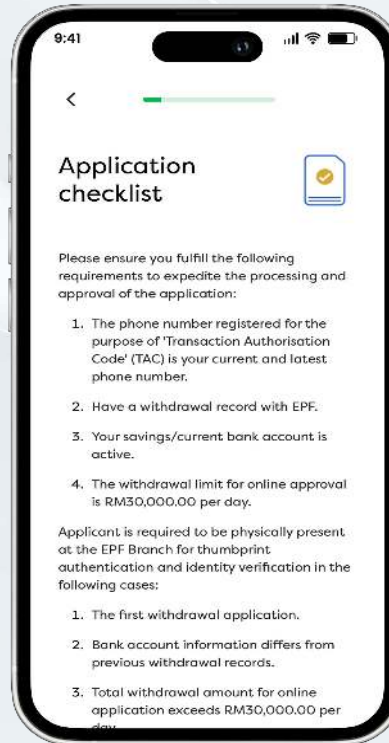 9:41
Application
checklist
Please ensure you fulfill the following
requirements to expedite the processing and
approval of the application:
1. The phone number registered for the
purpose of 'Transaction Authorisation
Code' (TAC) is your current and latest
phone number.
2. Have a withdrawal record with EPF.
3. Your savings/current bank account is
active.
4. The withdrawal limit for online approval
is RM30,000.00 per day.
Applicant is required to be physically present
at the EPF Branch for thumbprint
authentication and identity verification in the
following cases:
1. The first withdrawal application.
2. Bank account information differs from
previous withdrawal records.
3. Total withdrawal amount for online
application exceeds RM30,000.00 per
day